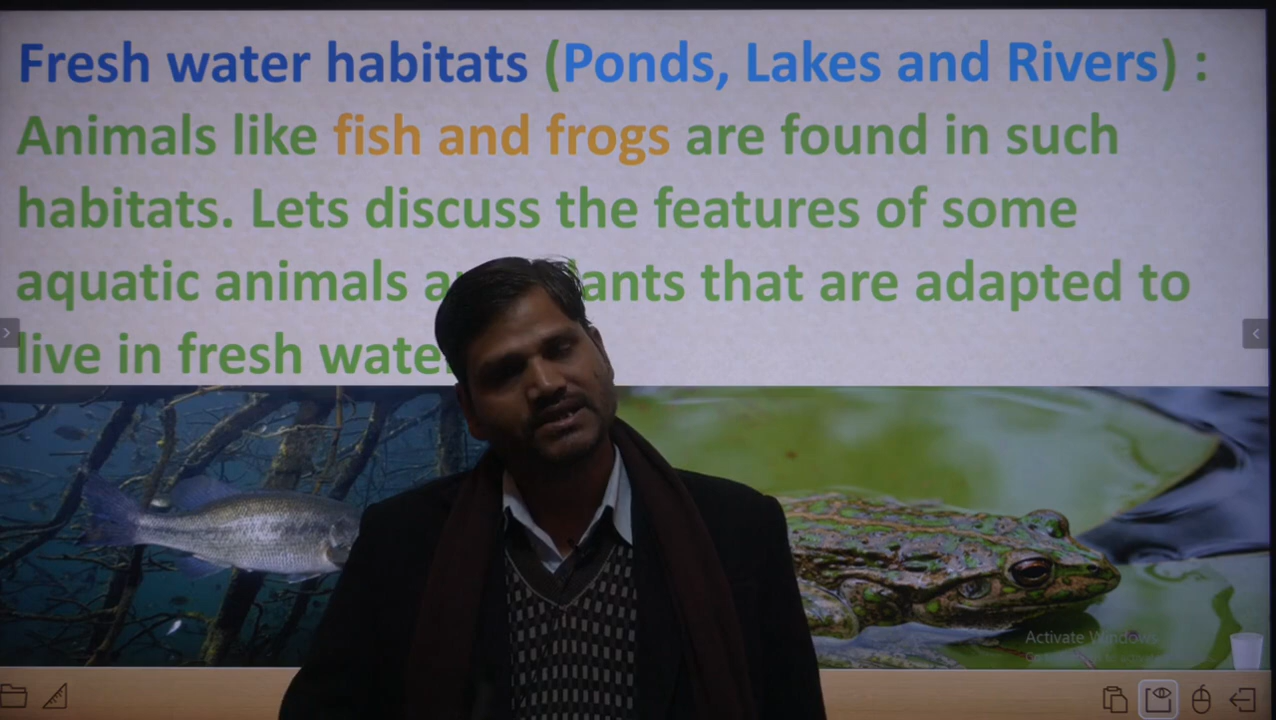 Fresh water habitats (Ponds, Lakes and Rivers) :
Animals like fish and frogs are found in such
habitats. Lets discuss the features of some
aquatic animals that are adapted to
live in fresh
Activate Windows